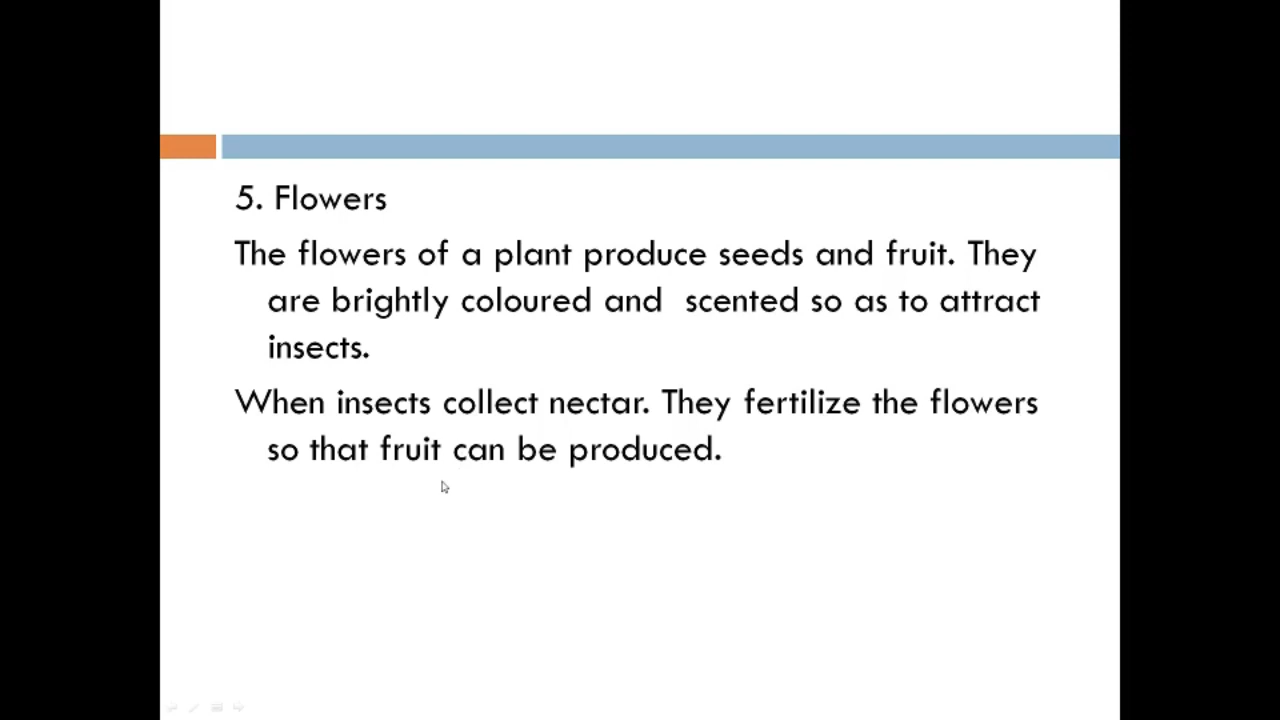 5. Flowers
The flowers of a plant produce seeds and fruit. They
are brightly coloured and  scented so as to attract
insects.
When insects collect nectar. They fertilize the flowers
so that fruit can be produced.